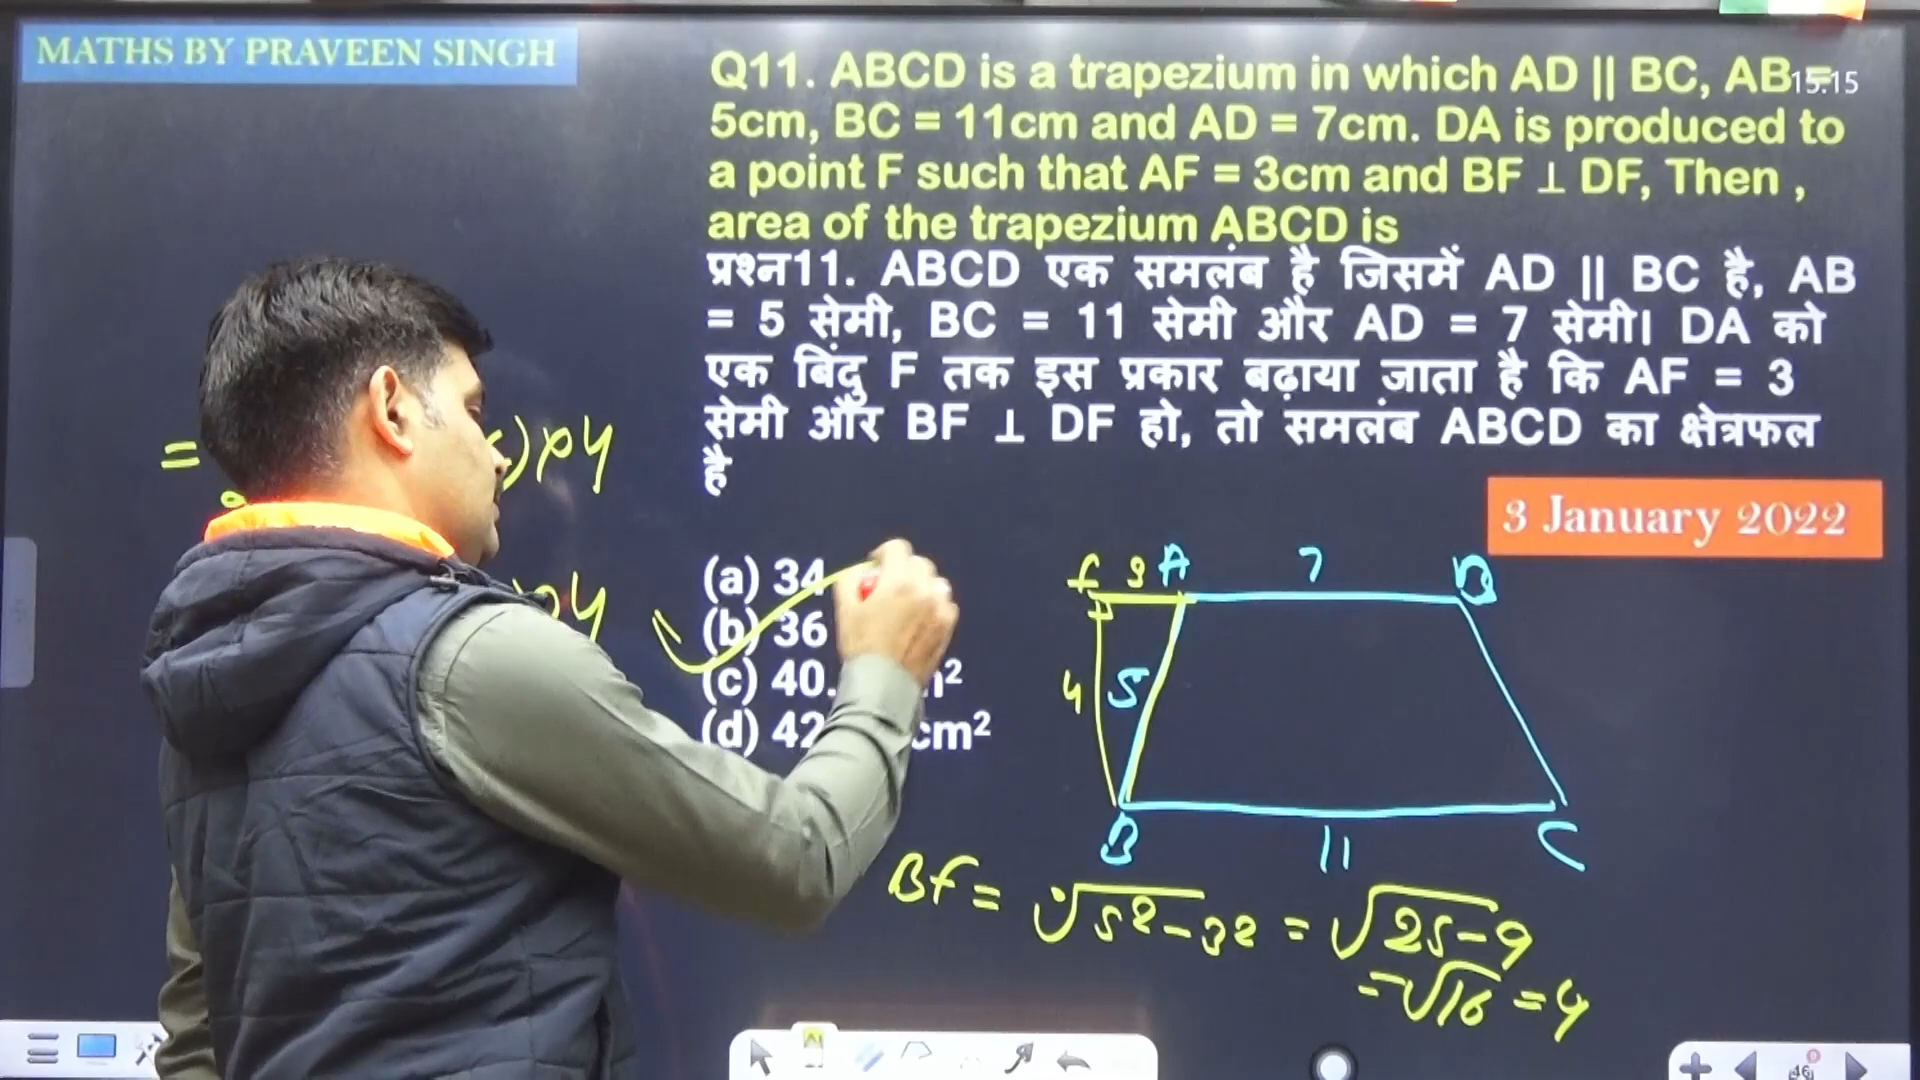 MATHS BY PRAVEEN SINGH
Q11. ABCD is a trapezium in which AD || BC, AB =
15:15
5cm, BC = 11cm and AD = 7cm. DA is produced to
a point F such that AF = 3cm and BF ⊥ DF, Then ,
area of the trapezium ABCD is
प्रश्न11. ABCD एक समलंब है जिसमें AD || BC है, AB
= 5 सेमी, BC = 11 सेमी और AD = 7 सेमी। DA को
एक बिंदु F तक इस प्रकार बढ़ाया जाता है कि AF = 3
सेमी और BF ⊥ DF हो, तो समलंब ABCD का क्षेत्रफल
है
3 January 2022
(a) 34
(b) 36
(c) 40.
(d) 42 cm²
= ) × 4
× 4
F 3 A 7 D
4 5
B 11 C
BF = √5²-3² = √25-9
= √16 = 4
46